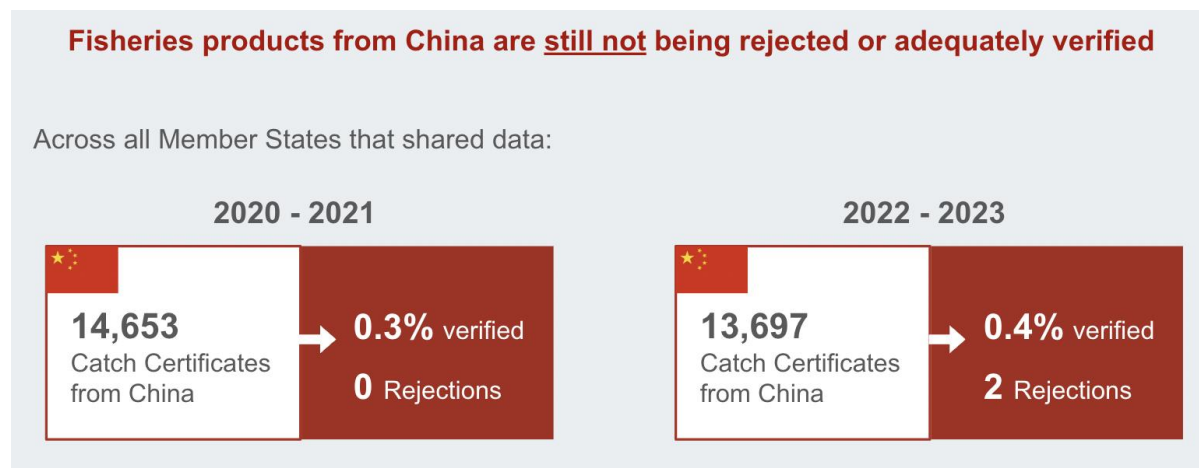 Fisheries products from China are still not being rejected or adequately verified
Across all Member States that shared data:
2020 - 2021
14,653
Catch Certificates
from China
0.3% verified
0 Rejections
2022 - 2023
13,697
Catch Certificates
from China
0.4% verified
2 Rejections